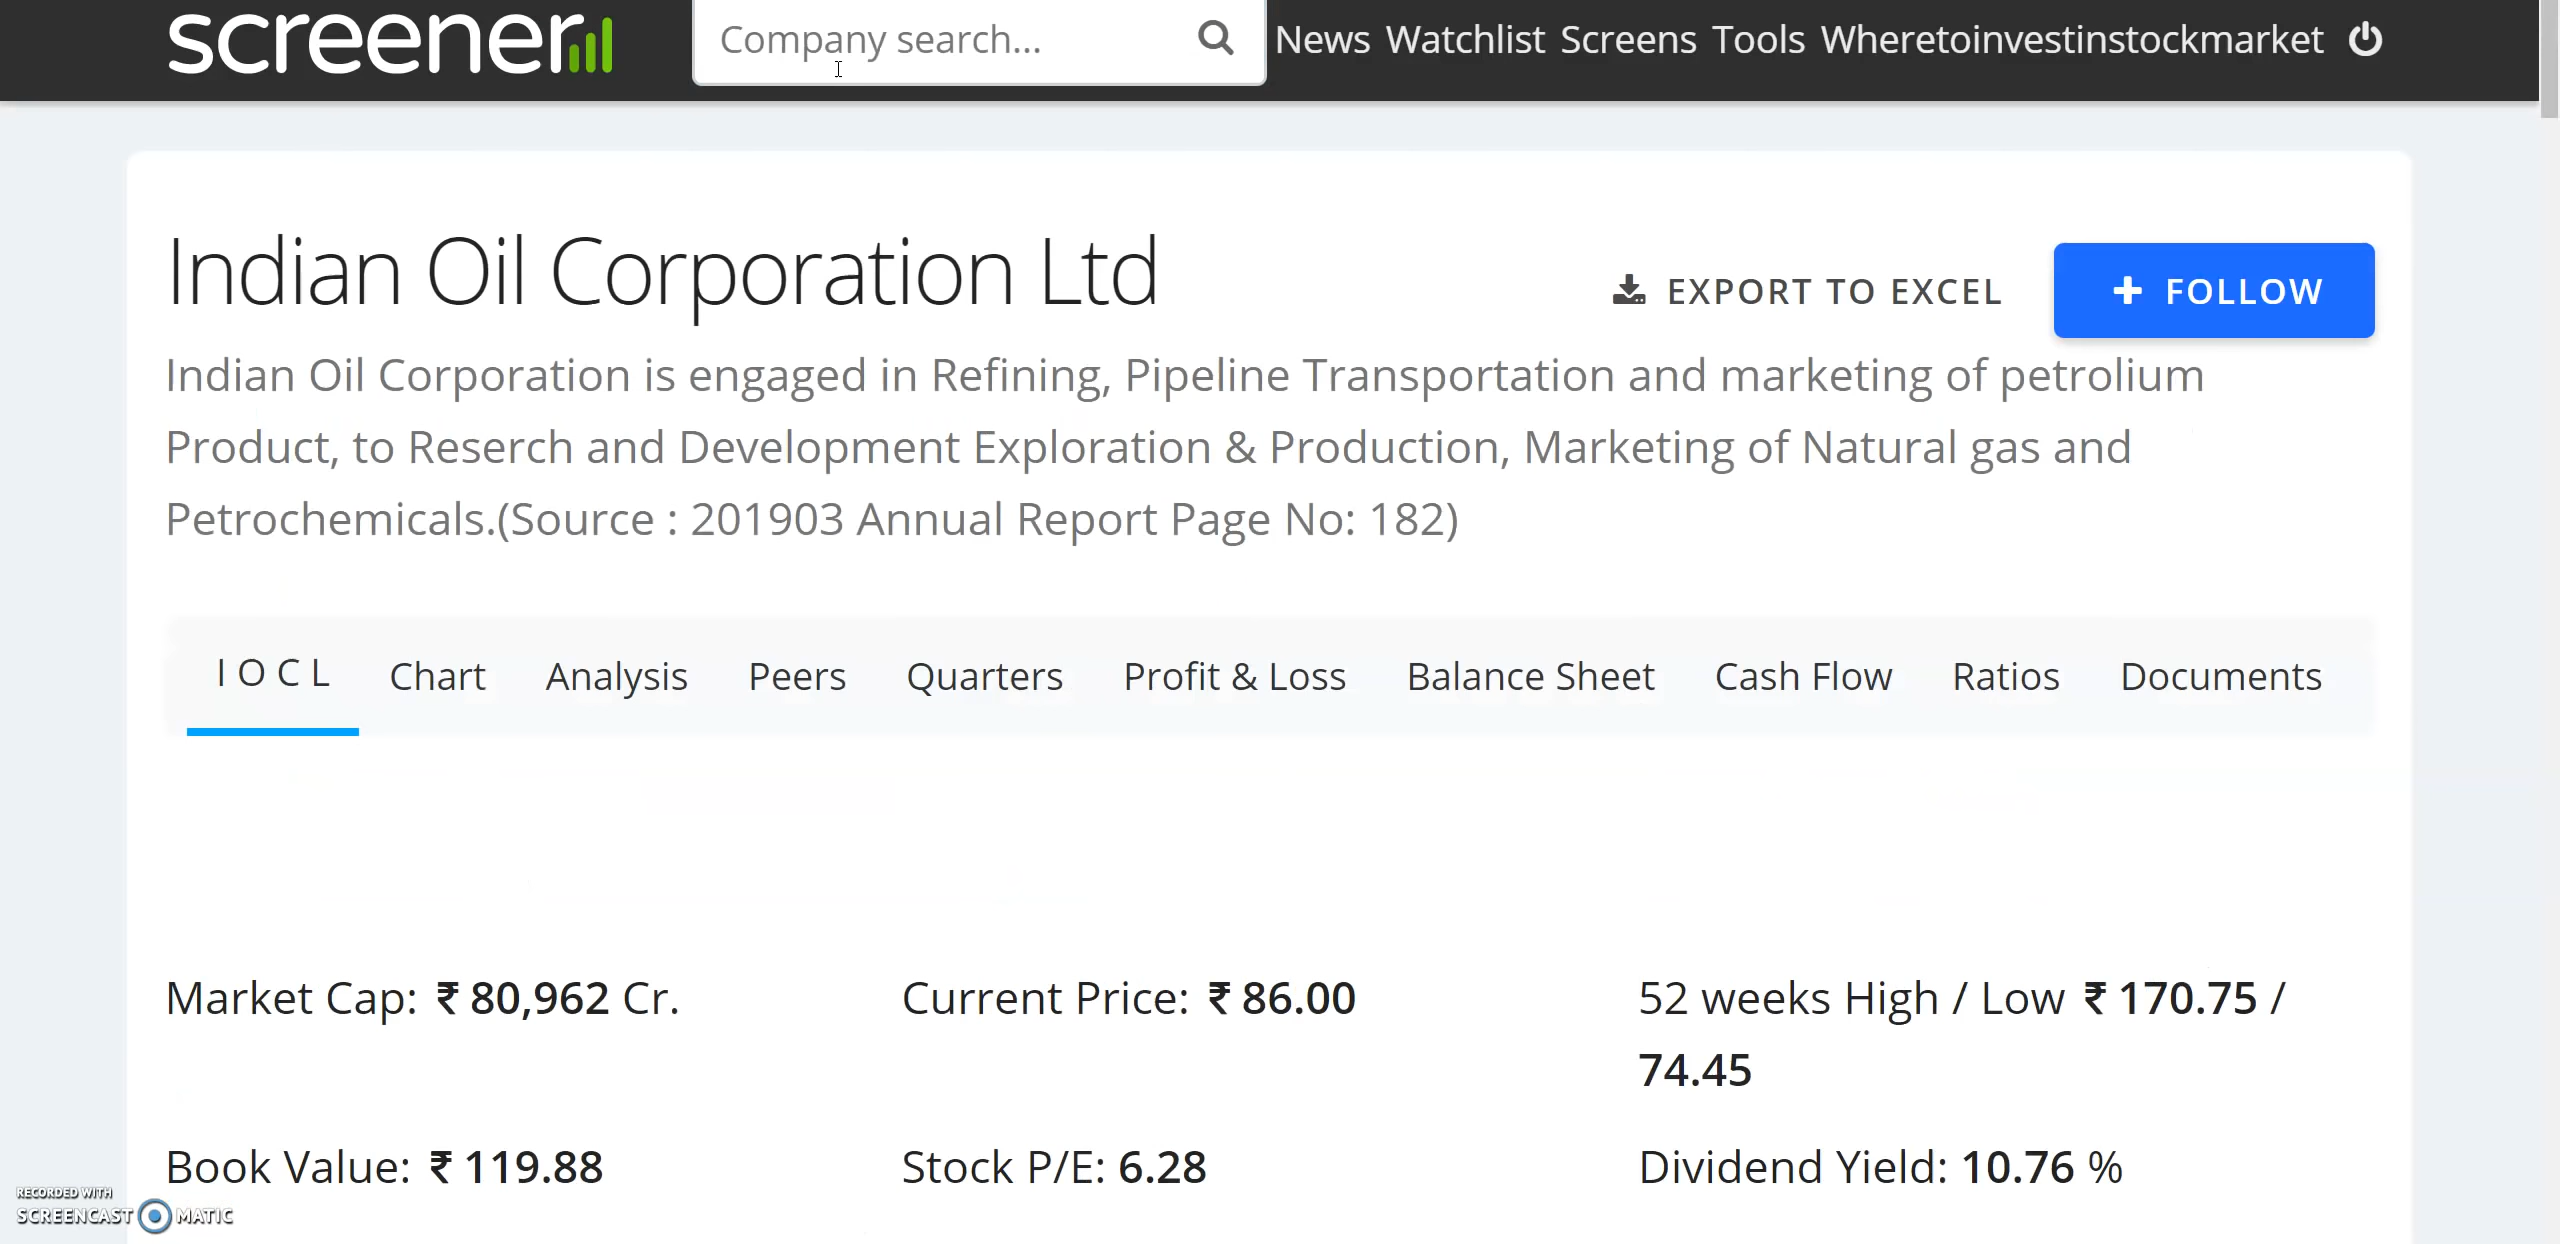 screener
Company search...
News Watchlist Screens Tools Wheretoinvestinstockmarket
Indian Oil Corporation Ltd
EXPORT TO EXCEL
+ FOLLOW
Indian Oil Corporation is engaged in Refining, Pipeline Transportation and marketing of petrolium
Product, to Reserch and Development Exploration & Production, Marketing of Natural gas and
Petrochemicals.(Source : 201903 Annual Report Page No: 182)
I O C L Chart Analysis Peers Quarters Profit & Loss Balance Sheet Cash Flow Ratios Documents
Market Cap: ₹ 80,962 Cr.
Current Price: ₹ 86.00
52 weeks High / Low ₹ 170.75 /
74.45
Book Value: ₹ 119.88
Stock P/E: 6.28
Dividend Yield: 10.76 %
RECORDED WITH
SCREENCAST MATIC